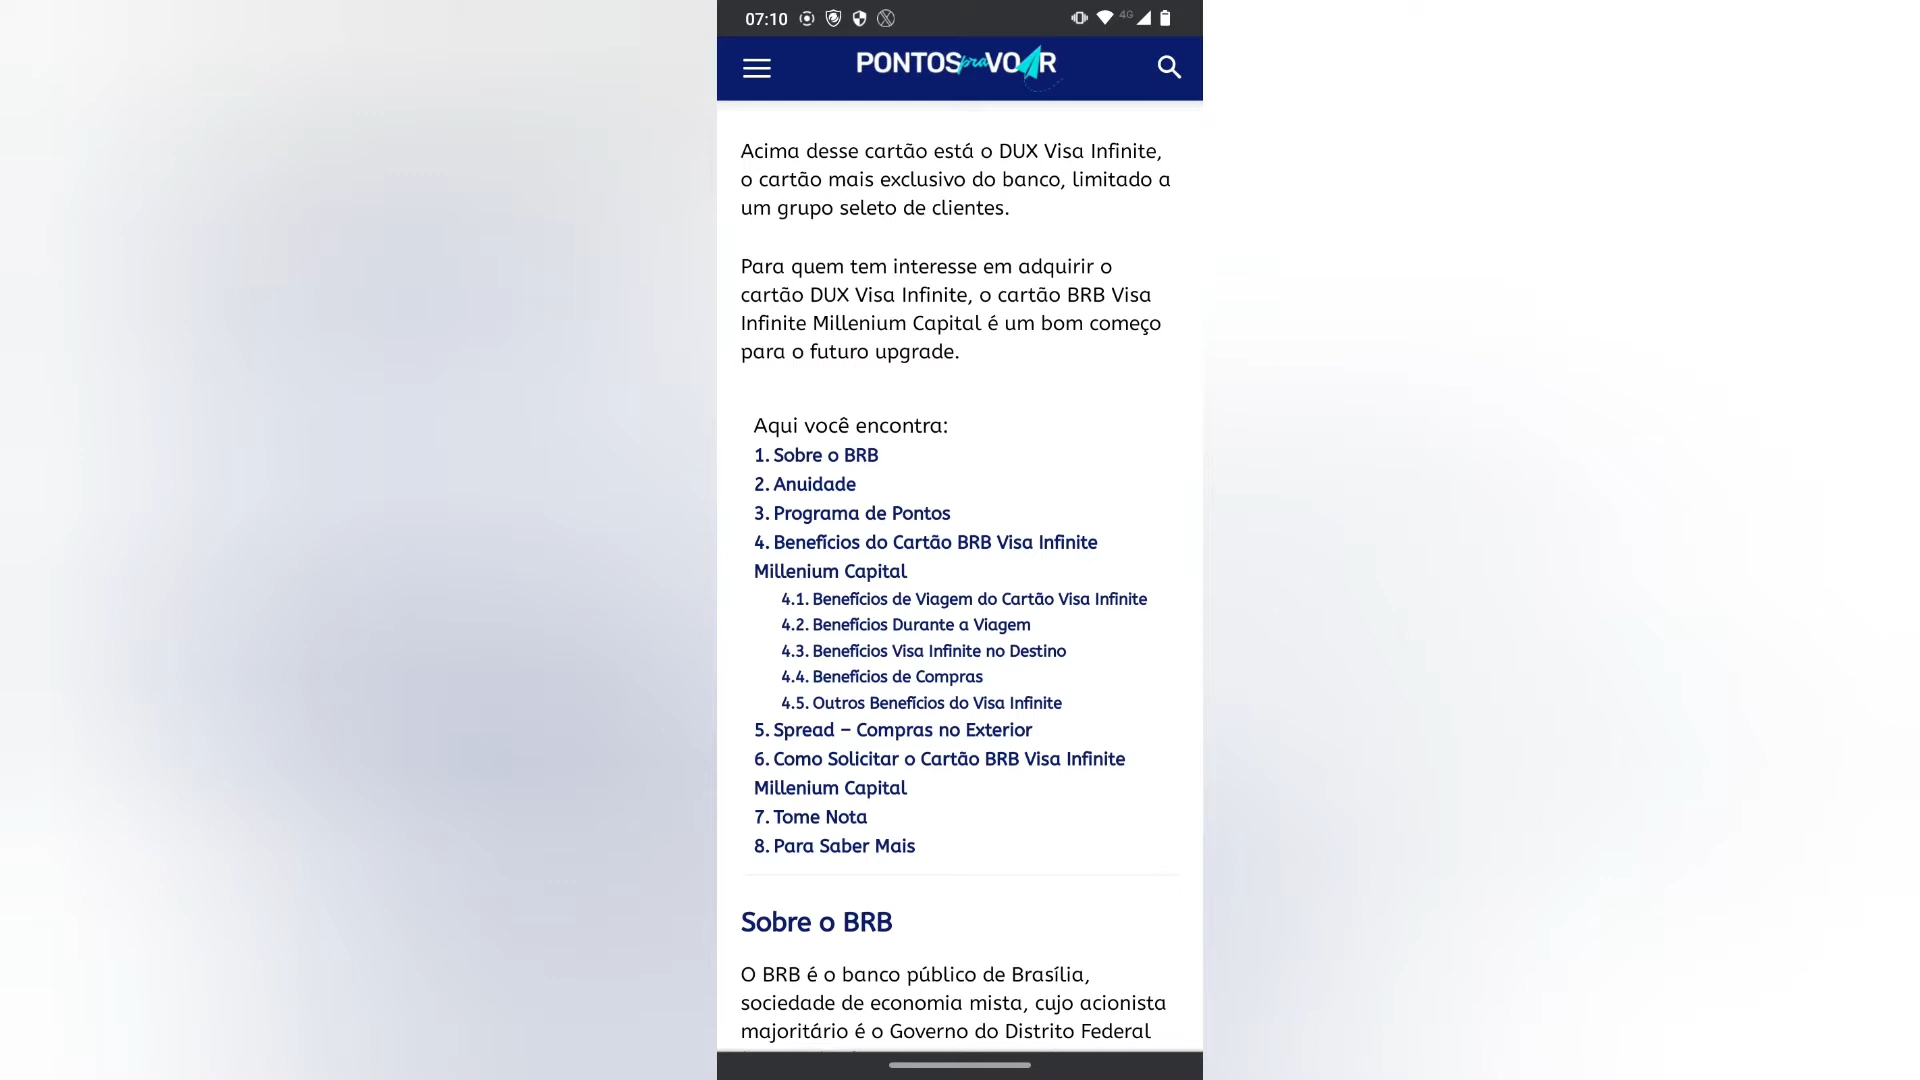 07:10
4G
PONTOS pra VOAR
Acima desse cartão está o DUX Visa Infinite,
o cartão mais exclusivo do banco, limitado a
um grupo seleto de clientes.
Para quem tem interesse em adquirir o
cartão DUX Visa Infinite, o cartão BRB Visa
Infinite Millenium Capital é um bom começo
para o futuro upgrade.
Aqui você encontra:
1. Sobre o BRB
2. Anuidade
3. Programa de Pontos
4. Benefícios do Cartão BRB Visa Infinite
Millenium Capital
4.1. Benefícios de Viagem do Cartão Visa Infinite
4.2. Benefícios Durante a Viagem
4.3. Benefícios Visa Infinite no Destino
4.4. Benefícios de Compras
4.5. Outros Benefícios do Visa Infinite
5. Spread – Compras no Exterior
6. Como Solicitar o Cartão BRB Visa Infinite
Millenium Capital
7. Tome Nota
8. Para Saber Mais
Sobre o BRB
O BRB é o banco público de Brasília,
sociedade de economia mista, cujo acionista
majoritário é o Governo do Distrito Federal